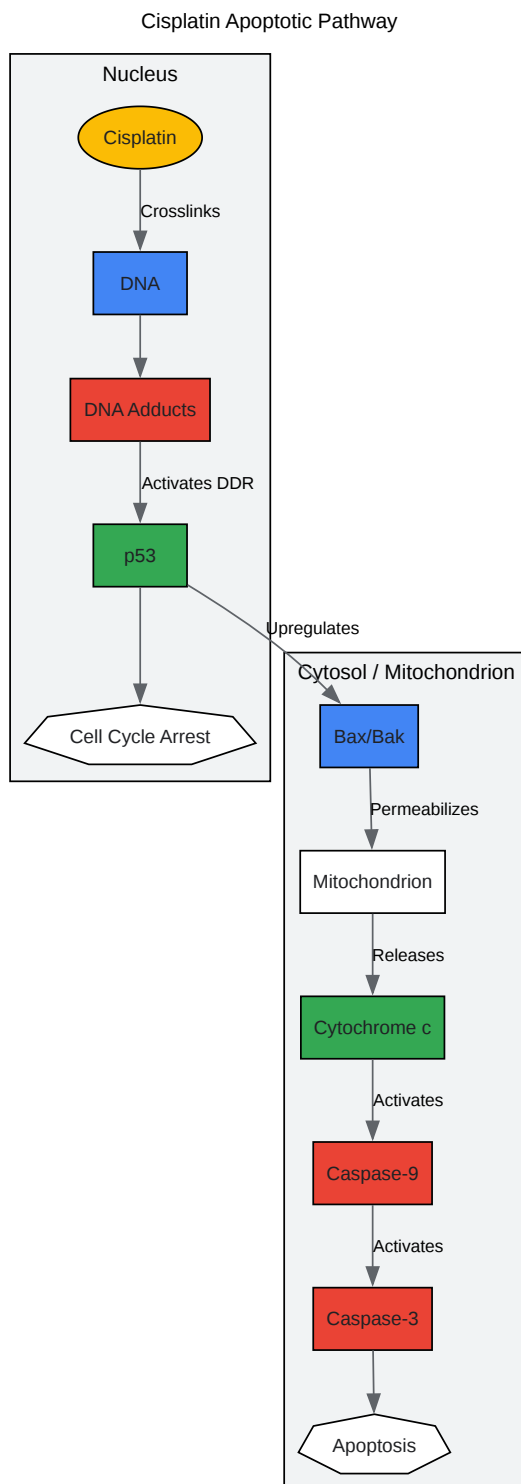 Cisplatin Apoptotic Pathway
Nucleus
Cisplatin
Crosslinks
DNA
DNA Adducts
Activates DDR
p53
Upregulates
Cell Cycle Arrest
Cytosol / Mitochondrion
Bax/Bak
Permeabilizes
Mitochondrion
Releases
Cytochrome c
Activates
Caspase-9
Activates
Caspase-3
Apoptosis